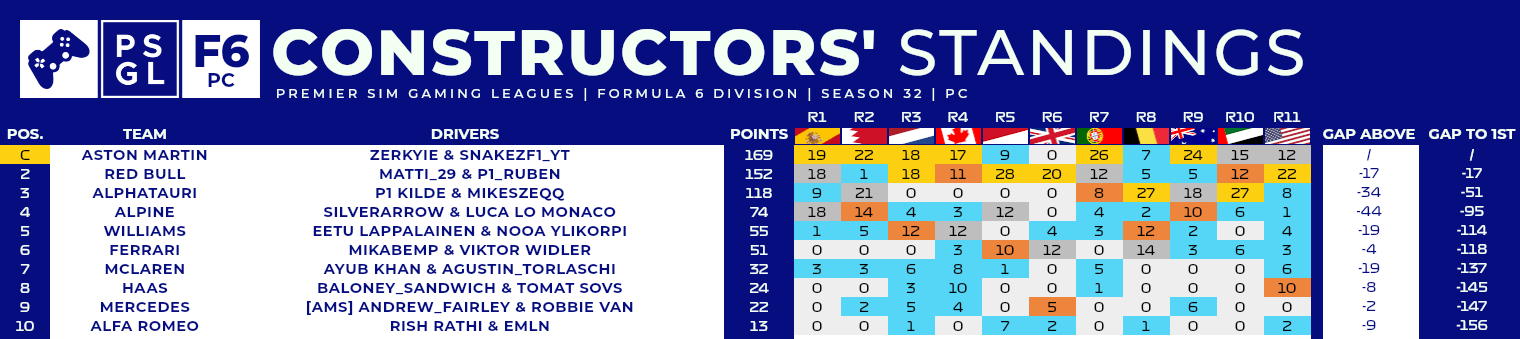 PS GL F6 PC CONSTRUCTORS' STANDINGS
PREMIER SIM GAMING LEAGUES | FORMULA 6 DIVISION | SEASON 32 | PC
R1 R2 R3 R4 R5 R6 R7 R8 R9 R10 R11
POS. TEAM DRIVERS POINTS GAP ABOVE GAP TO 1ST
C ASTON MARTIN ZERKYIE & SNAKEZF1_YT 169 19 22 18 17 9 0 26 7 24 15 12 / /
2 RED BULL MATTI_29 & P1_RUBEN 152 18 1 18 11 28 20 12 5 5 12 22 -17 -17
3 ALPHATAURI P1 KILDE & MIKESZEQQ 118 9 21 0 0 0 0 8 27 18 27 8 -34 -51
4 ALPINE SILVERARROW & LUCA LO MONACO 74 18 14 4 3 12 0 4 2 10 6 1 -44 -95
5 WILLIAMS EETU LAPPALAINEN & NOOA YLIKORPI 55 1 5 12 12 0 4 3 12 2 0 4 -19 -114
6 FERRARI MIKABEMP & VIKTOR WIDLER 51 0 0 0 3 10 12 0 14 3 6 3 -4 -118
7 MCLAREN AYUB KHAN & AGUSTIN_TORLASCHI 32 3 3 6 8 1 0 5 0 0 0 6 -19 -137
8 HAAS BALONEY_SANDWICH & TOMAT SOVS 24 0 0 3 10 0 0 1 0 0 0 10 -8 -145
9 MERCEDES [AMS] ANDREW_FAIRLEY & ROBBIE VAN 22 0 2 5 4 0 5 0 0 6 0 0 -2 -147
10 ALFA ROMEO RISH RATHI & EMLN 13 0 0 1 0 7 2 0 1 0 0 2 -9 -156